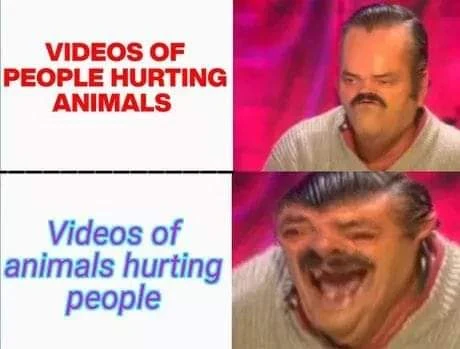 VIDEOS OF
PEOPLE HURTING
ANIMALS
Videos of
animals hurting
people